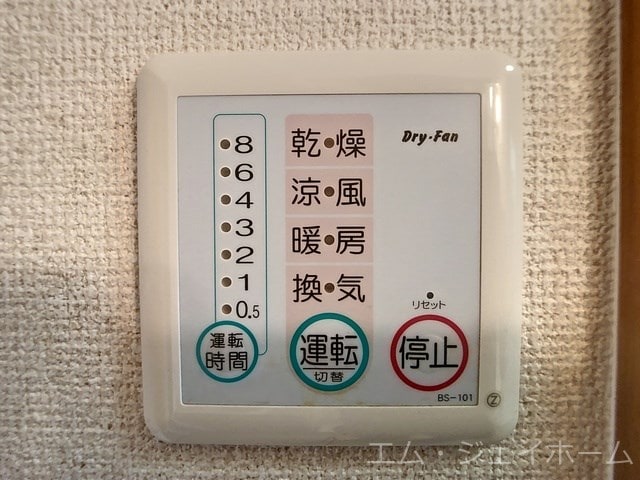 Dry-Fan
8
6
4
3
2
1
0.5
運転
時間
乾・燥
涼・風
暖・房
換・気
運転
切替
リセット
停止
BS-101
Z
エム・ジェイホーム